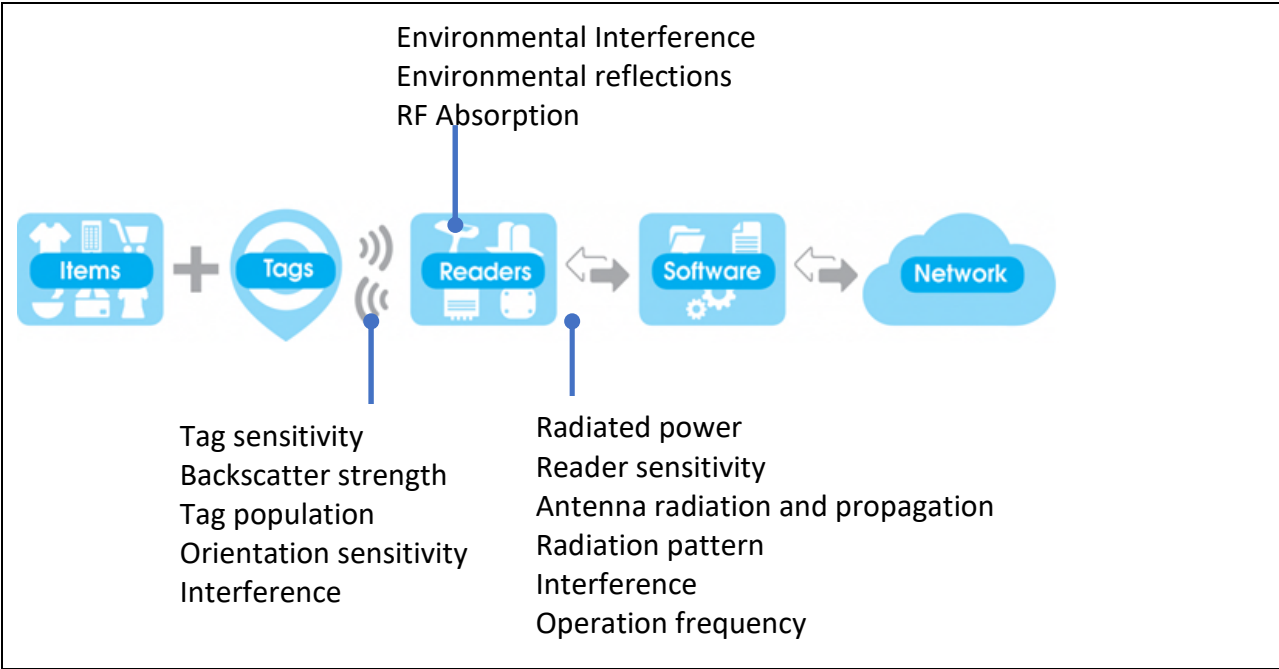 Environmental Interference
Environmental reflections
RF Absorption
Items
Tags
Readers
Software
Network
Tag sensitivity
Backscatter strength
Tag population
Orientation sensitivity
Interference
Radiated power
Reader sensitivity
Antenna radiation and propagation
Radiation pattern
Interference
Operation frequency